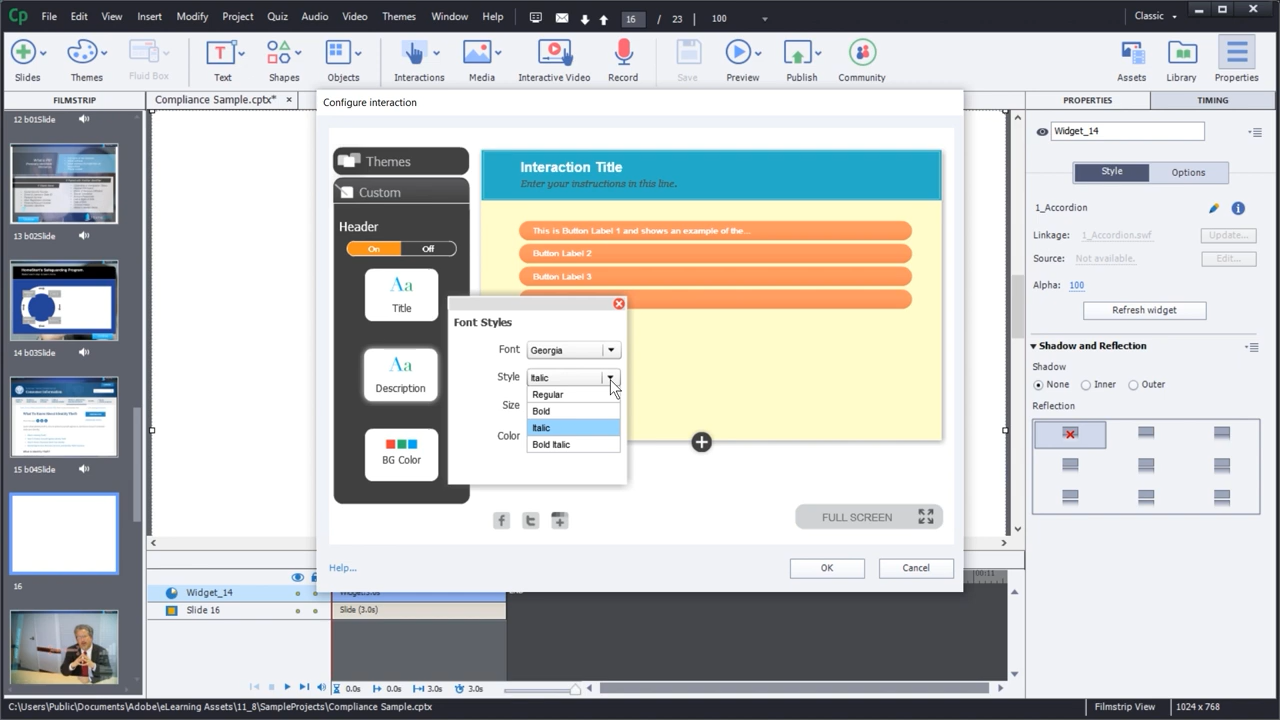 Cp File Edit View Insert Modify Project Quiz Audio Video Themes Window Help 16 / 23 100 Classic
Slides Themes Fluid Box Text Shapes Objects Interactions Media Interactive Video Record Save Preview Publish Community Assets Library Properties
FILMSTRIP
Compliance Sample.cptx* ×
12 b01Slide
13 b02Slide
14 b03Slide
15 b04Slide
16
Configure interaction
Themes
Custom
Header
On Off
Aa
Title
Aa
Description
BG Color
Interaction Title
Enter your instructions in this line.
This is Button Label 1 and shows an example of the...
Button Label 2
Button Label 3
Font Styles
Font Georgia
Style Italic
Size
Color
Regular
Bold
Italic
Bold Italic
FULL SCREEN
Help...
OK
Cancel
PROPERTIES TIMING
Widget_14
Style Options
1_Accordion
Linkage: 1_Accordion.swf Update...
Source: Not available. Edit...
Alpha: 100
Refresh widget
Shadow and Reflection
Shadow
None Inner Outer
Reflection
Widget_14
Slide 16 Slide (3.0s)
0.0s 0.0s 3.0s 3.0s
C:\Users\Public\Documents\Adobe\eLearning Assets\11_8\SampleProjects\Compliance Sample.cptx
Filmstrip View 1024 x 768